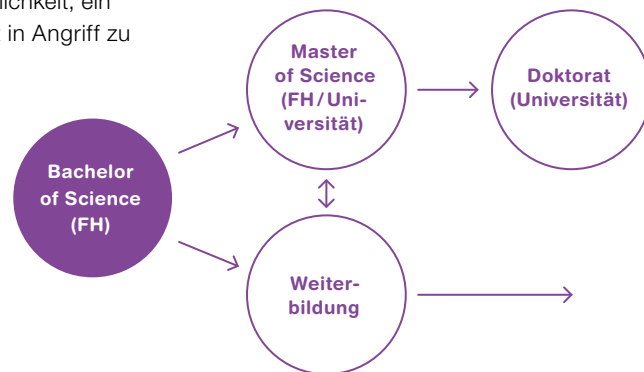 lichkeit, ein
in Angriff zu
Master
of Science
(FH/Uni-
versität)
Doktorat
(Universität)
Bachelor
of Science
(FH)
Weiter-
bildung